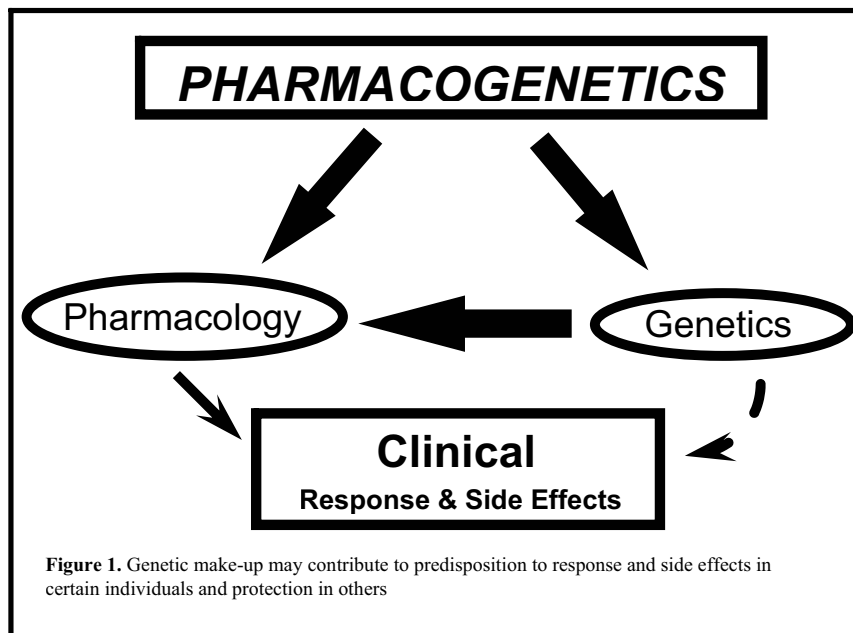 PHARMACOGENETICS
Pharmacology
Genetics
Clinical
Response & Side Effects
Figure 1. Genetic make-up may contribute to predisposition to response and side effects in
certain individuals and protection in others